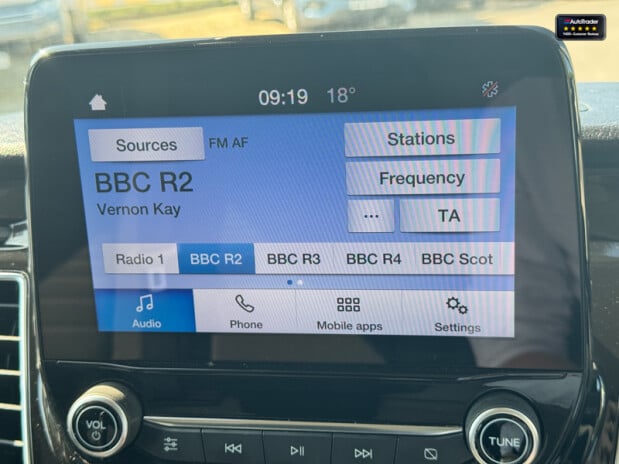 AutoTrader
09:19 18°
Sources FM AF
Stations
BBC R2
Frequency
Vernon Kay
... TA
Radio 1 BBC R2 BBC R3 BBC R4 BBC Scot
Audio Phone Mobile apps Settings
VOL
TUNE